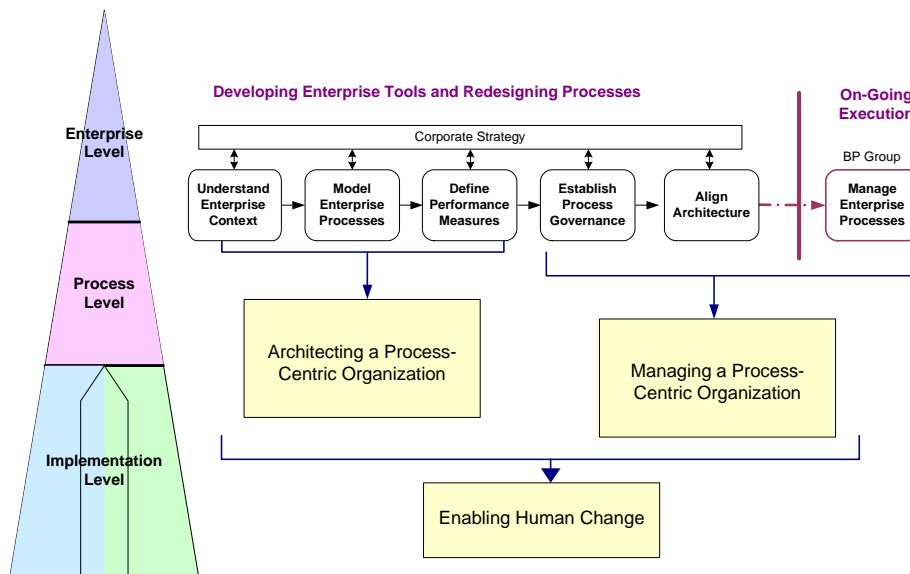 Developing Enterprise Tools and Redesigning Processes
On-Going
Execution
Corporate Strategy
BP Group
Enterprise
Level
Understand
Enterprise
Context
Model
Enterprise
Processes
Define
Performance
Measures
Establish
Process
Governance
Align
Architecture
Manage
Enterprise
Processes
Process
Level
Architecting a Process-
Centric Organization
Managing a Process-
Centric Organization
Implementation
Level
Enabling Human Change